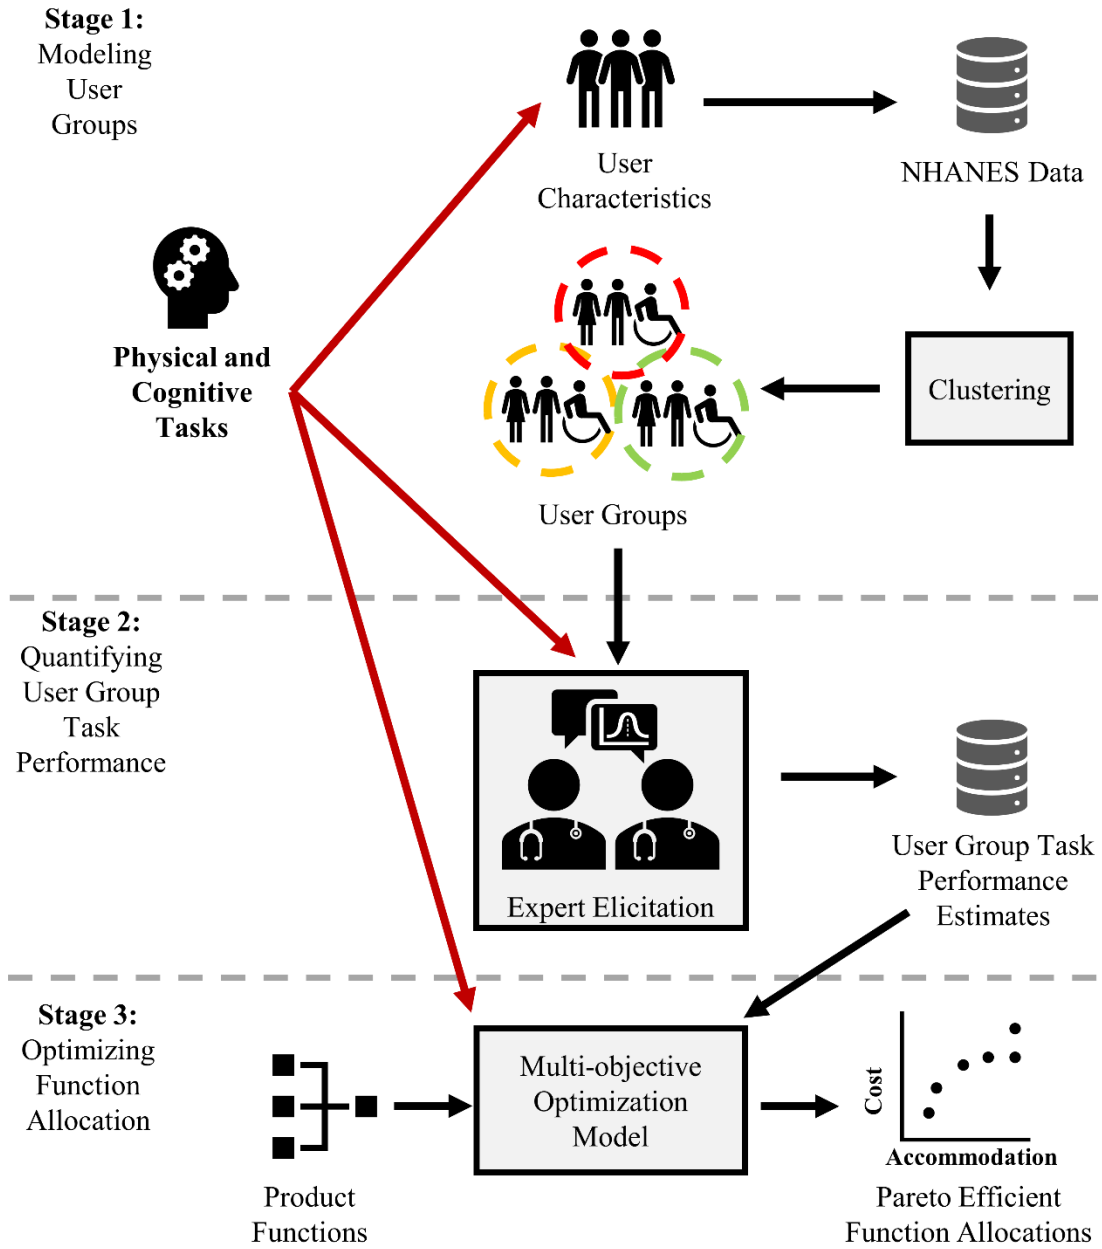 Stage 1:
Modeling
User
Groups
User
Characteristics
NHANES Data
Physical and
Cognitive
Tasks
Clustering
User Groups
Stage 2:
Quantifying
User Group
Task
Performance
Expert Elicitation
User Group Task
Performance
Estimates
Stage 3:
Optimizing
Function
Allocation
Product
Functions
Multi-objective
Optimization
Model
Cost
Accommodation
Pareto Efficient
Function Allocations